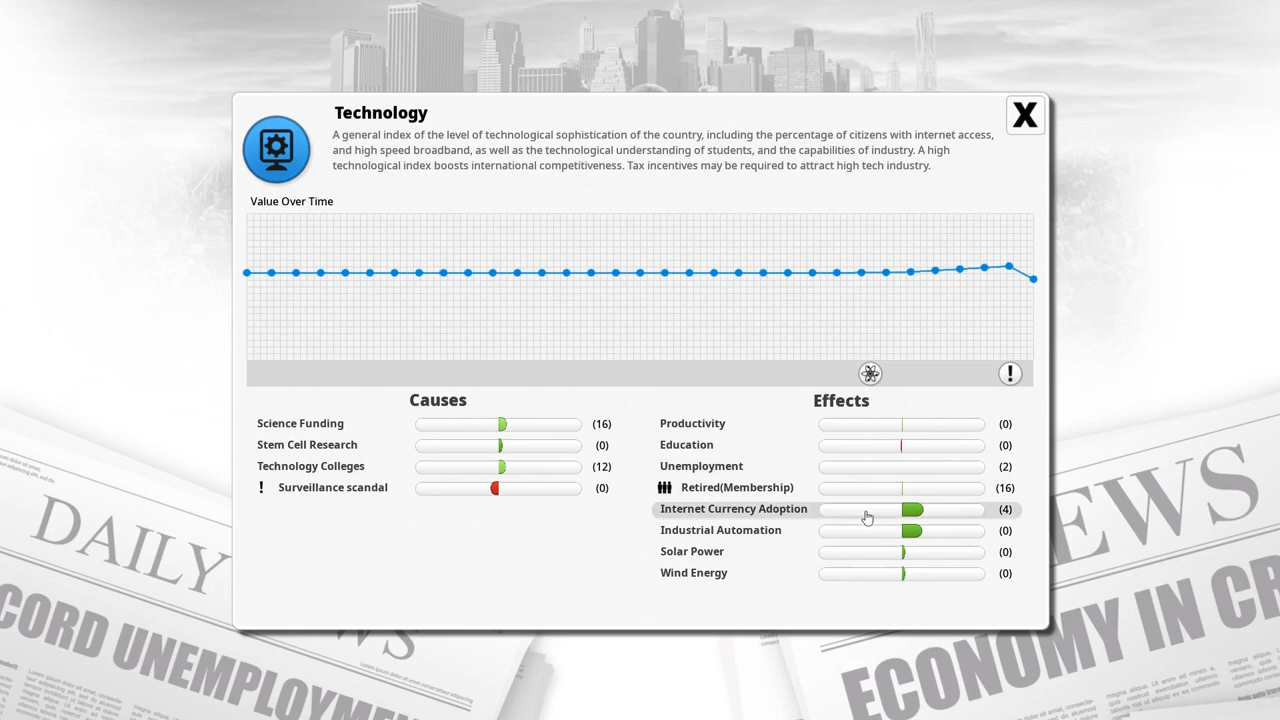 Technology
X
A general index of the level of technological sophistication of the country, including the percentage of citizens with internet access,
and high speed broadband, as well as the technological understanding of students, and the capabilities of industry. A high
technological index boosts international competitiveness. Tax incentives may be required to attract high tech industry.
Value Over Time
!
Causes
Effects
Science Funding (16)
Productivity (0)
Stem Cell Research (0)
Education (0)
Technology Colleges (12)
Unemployment (2)
! Surveillance scandal (0)
Retired(Membership) (16)
Internet Currency Adoption (4)
Industrial Automation (0)
Solar Power (0)
Wind Energy (0)
DAILY
WS
EWS
CORD UNEMPLOYME
ECONOMY IN CR